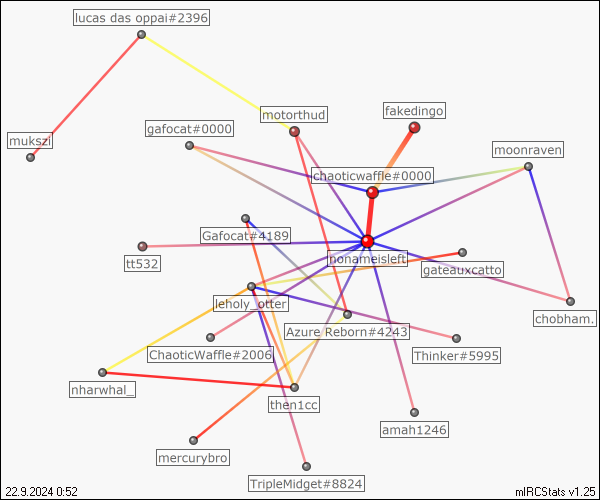 lucas das oppai#2396
fakedingo
motorthud
gafocat#0000
mukszi
moonraven
chaoticwaffle#0000
Gafocat#4189
nonameisleft
tt532
gateauxcatto
leholy_otter
chobham.
Azure Reborn#4243
ChaoticWaffle#2006
Thinker#5995
nharwhal_
then1cc
amah1246
mercurybro
TripleMidget#8824
22.9.2024 0:52
mIRCStats v1.25